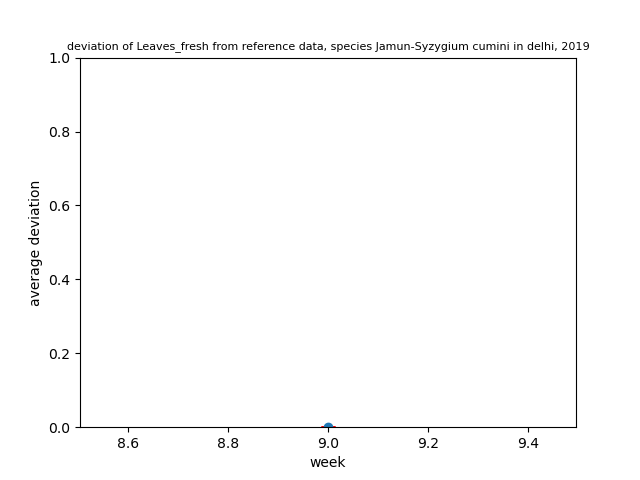 deviation of Leaves_fresh from reference data, species Jamun-Syzygium cumini in delhi, 2019
1.0
0.8
0.6
0.4
0.2
0.0
average deviation
8.6 8.8 9.0 9.2 9.4
week